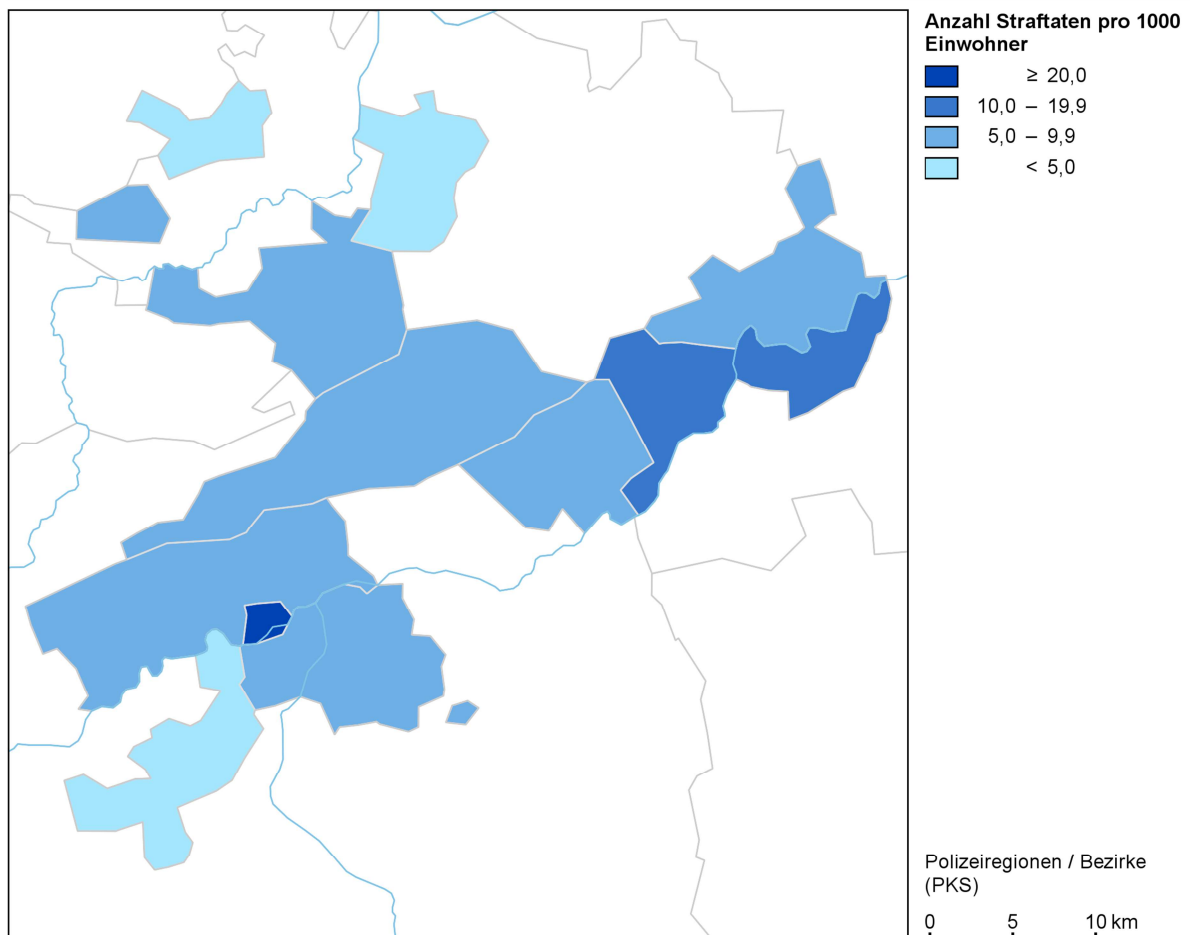 Anzahl Straftaten pro 1000
Einwohner
≥ 20,0
10,0 – 19,9
5,0 – 9,9
< 5,0
Polizeiregionen / Bezirke
(PKS)
0 5 10 km